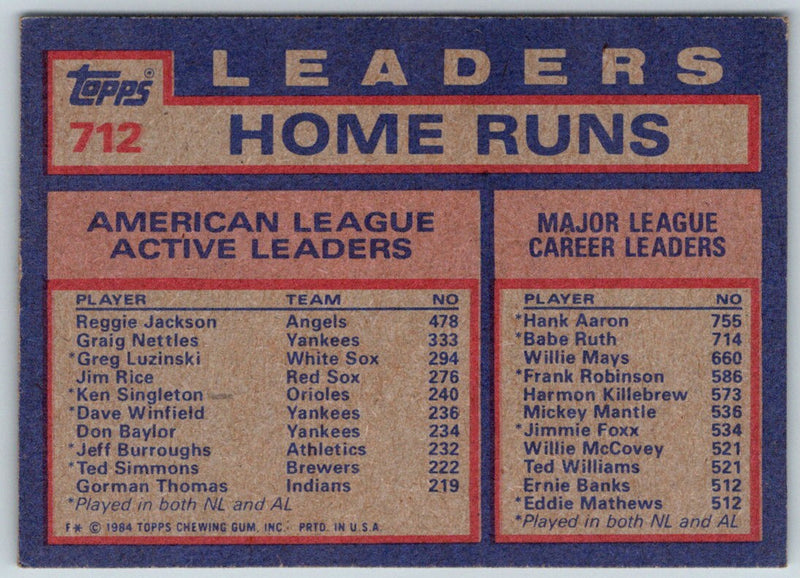 Topps®
712
LEADERS
HOME RUNS
AMERICAN LEAGUE
ACTIVE LEADERS
PLAYER TEAM NO
Reggie Jackson Angels 478
Graig Nettles Yankees 333
*Greg Luzinski White Sox 294
Jim Rice Red Sox 276
*Ken Singleton Orioles 240
*Dave Winfield Yankees 236
Don Baylor Yankees 234
*Jeff Burroughs Athletics 232
*Ted Simmons Brewers 222
Gorman Thomas Indians 219
*Played in both NL and AL
F* © 1984 TOPPS CHEWING GUM, INC. PRTD. IN U.S.A.
MAJOR LEAGUE
CAREER LEADERS
PLAYER NO
*Hank Aaron 755
*Babe Ruth 714
Willie Mays 660
*Frank Robinson 586
Harmon Killebrew 573
Mickey Mantle 536
*Jimmie Foxx 534
Willie McCovey 521
Ted Williams 521
Ernie Banks 512
*Eddie Mathews 512
*Played in both NL and AL